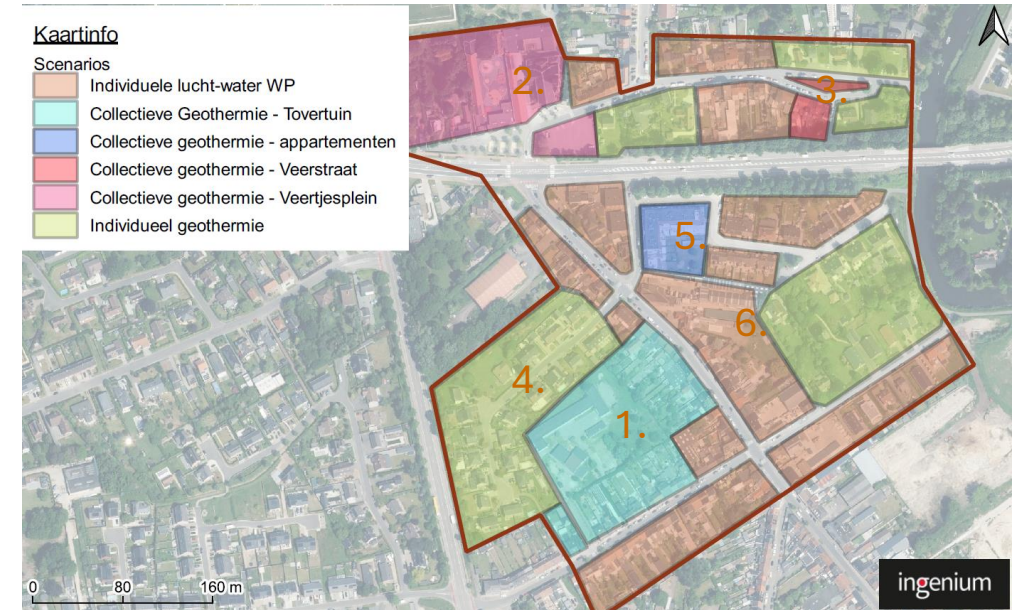 Kaartinfo
Scenarios
Individuele lucht-water WP
Collectieve Geothermie - Tovertuin
Collectieve geothermie - appartementen
Collectieve geothermie - Veerstraat
Collectieve geothermie - Veertjesplein
Individueel geothermie
2.
3.
5.
6.
4.
1.
0 80 160 m
ingenium